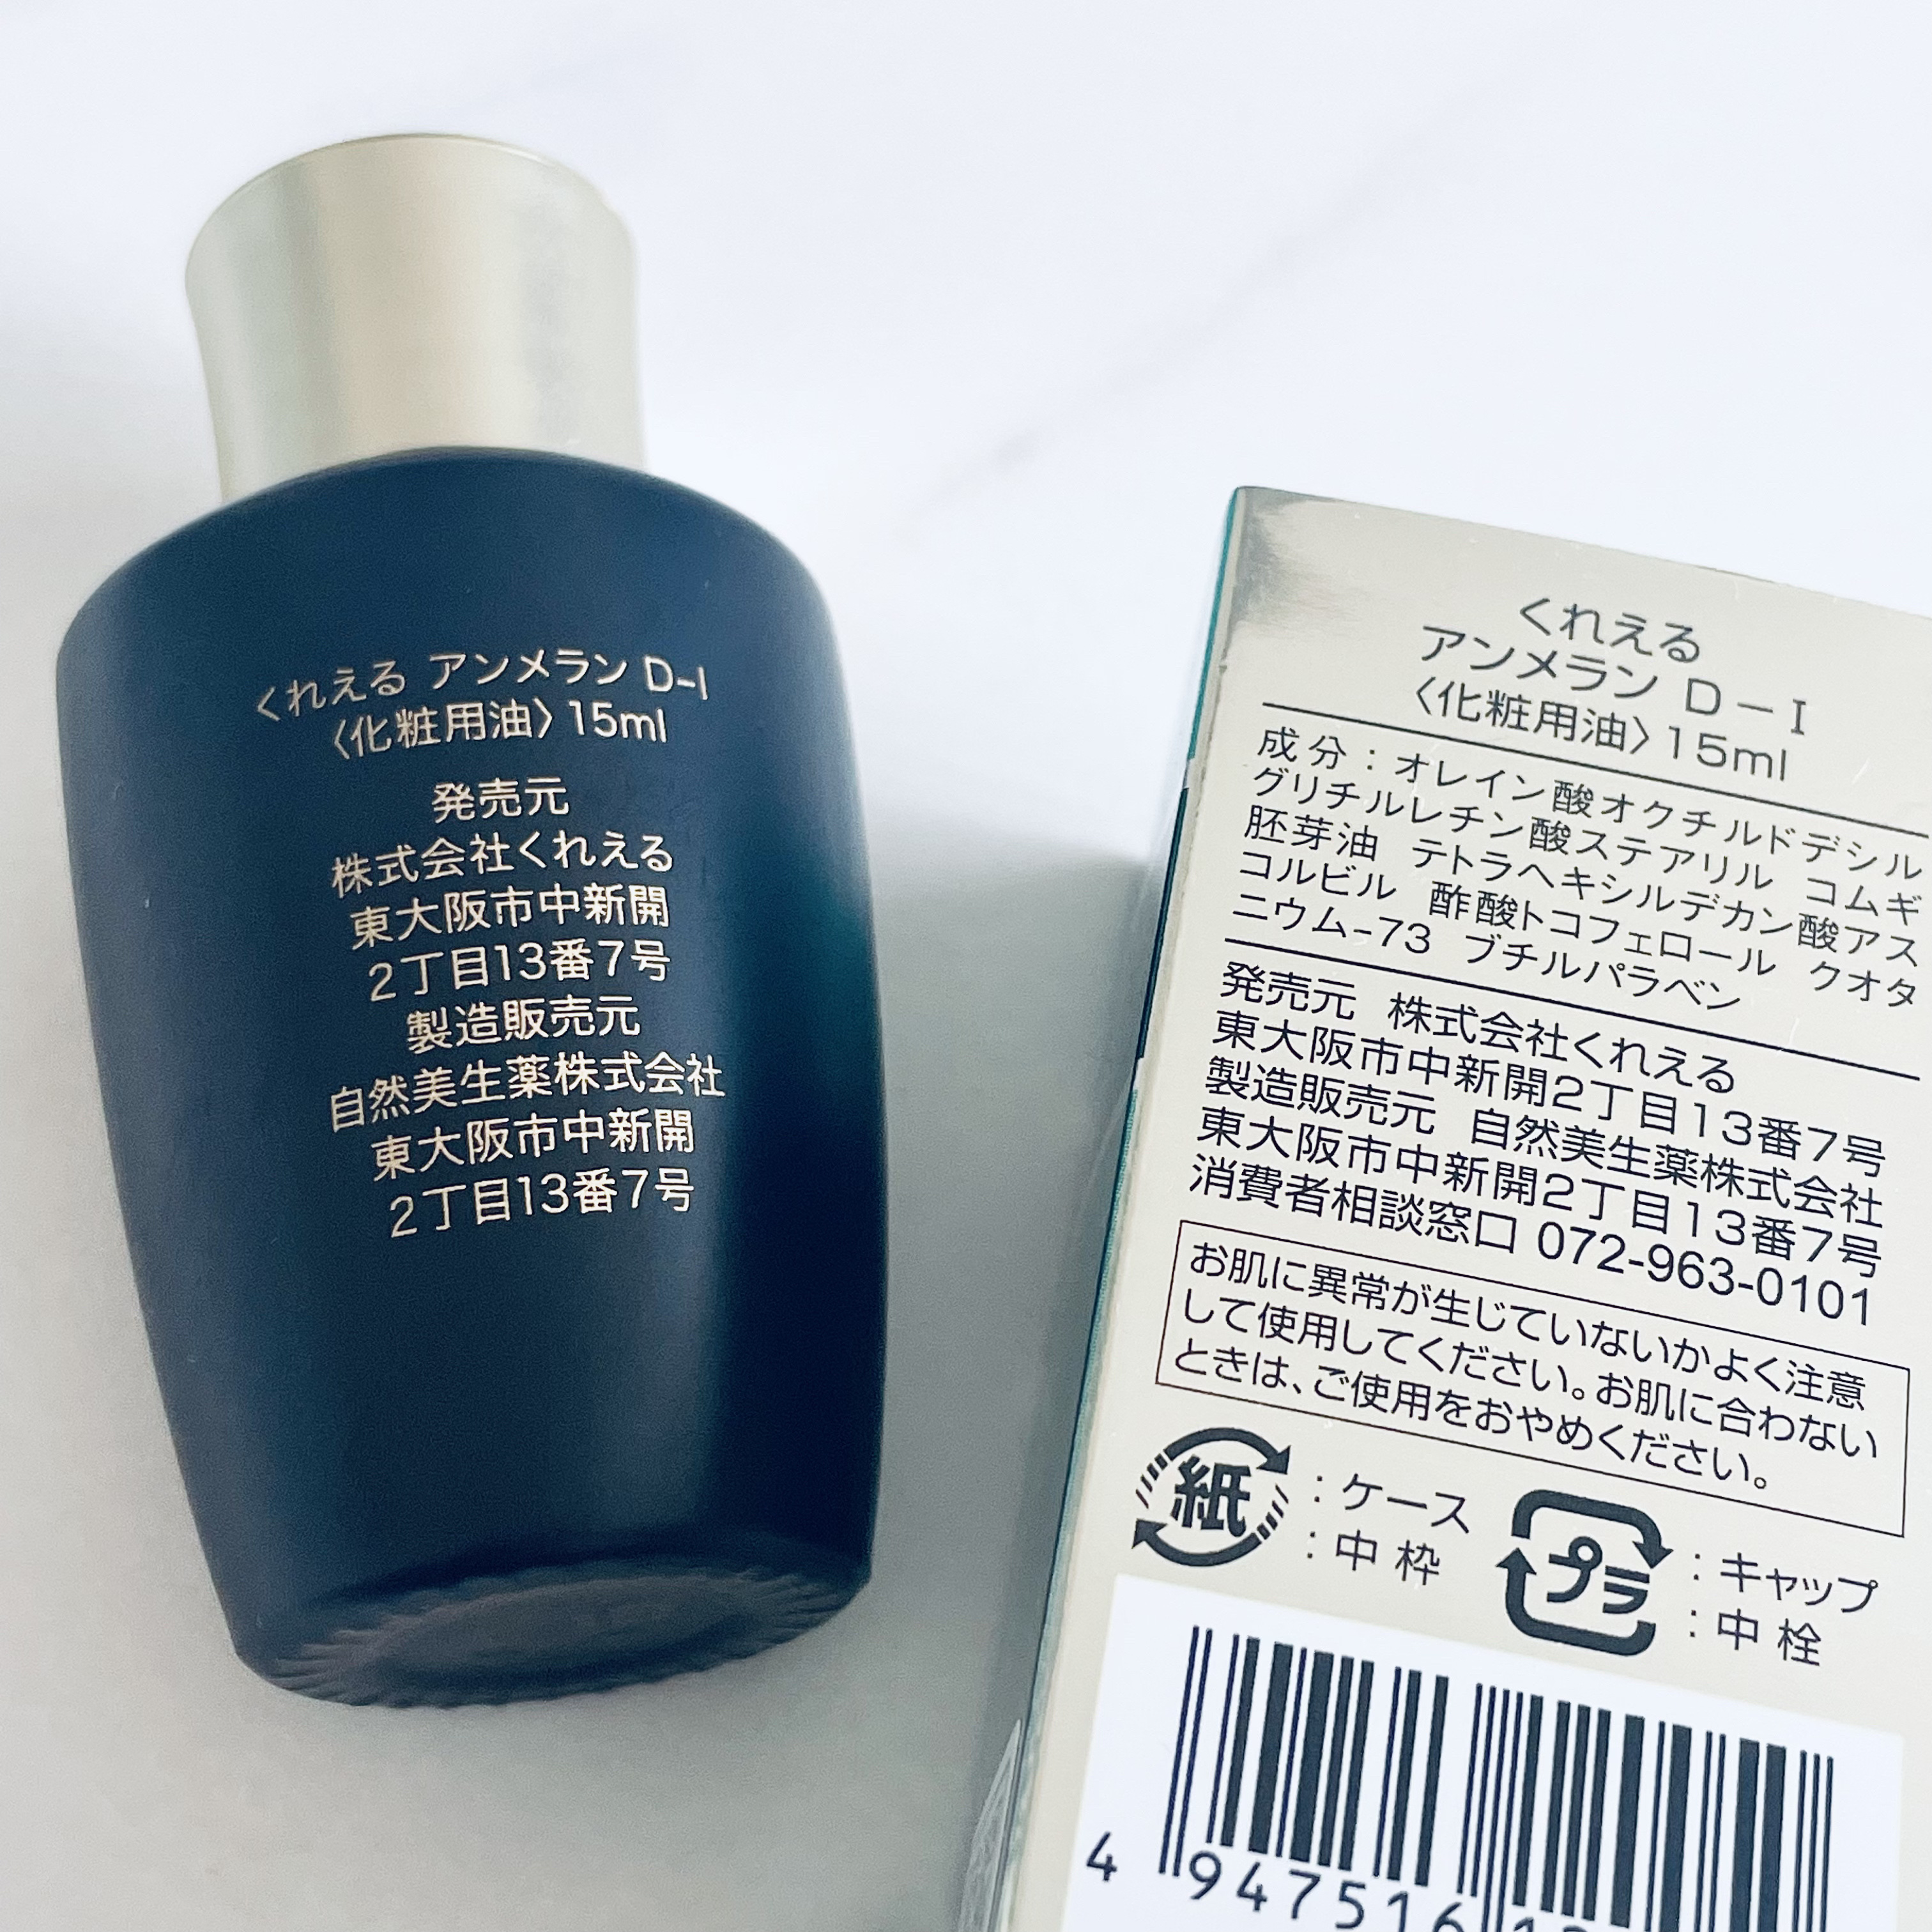 くれえる アンメラン D-I
〈化粧用油〉15ml
発売元
株式会社くれえる
東大阪市中新開
2丁目13番7号
製造販売元
自然美生薬株式会社
東大阪市中新開
2丁目13番7号
くれえる
アンメラン D-I
〈化粧用油〉15ml
成分：オレイン酸オクチルドデシル
グリチルレチン酸ステアリル コムギ
胚芽油 テトラヘキシルデカン酸アス
コルビル 酢酸トコフェロール クオタ
ニウム-73 ブチルパラベン
発売元 株式会社くれえる
東大阪市中新開2丁目13番7号
製造販売元 自然美生薬株式会社
東大阪市中新開2丁目13番7号
消費者相談窓口 072-963-0101
お肌に異常が生じていないかよく注意
して使用してください。お肌に合わない
ときは、ご使用をおやめください。
紙：ケース
：中枠
プラ：キャップ
：中栓
4 947516